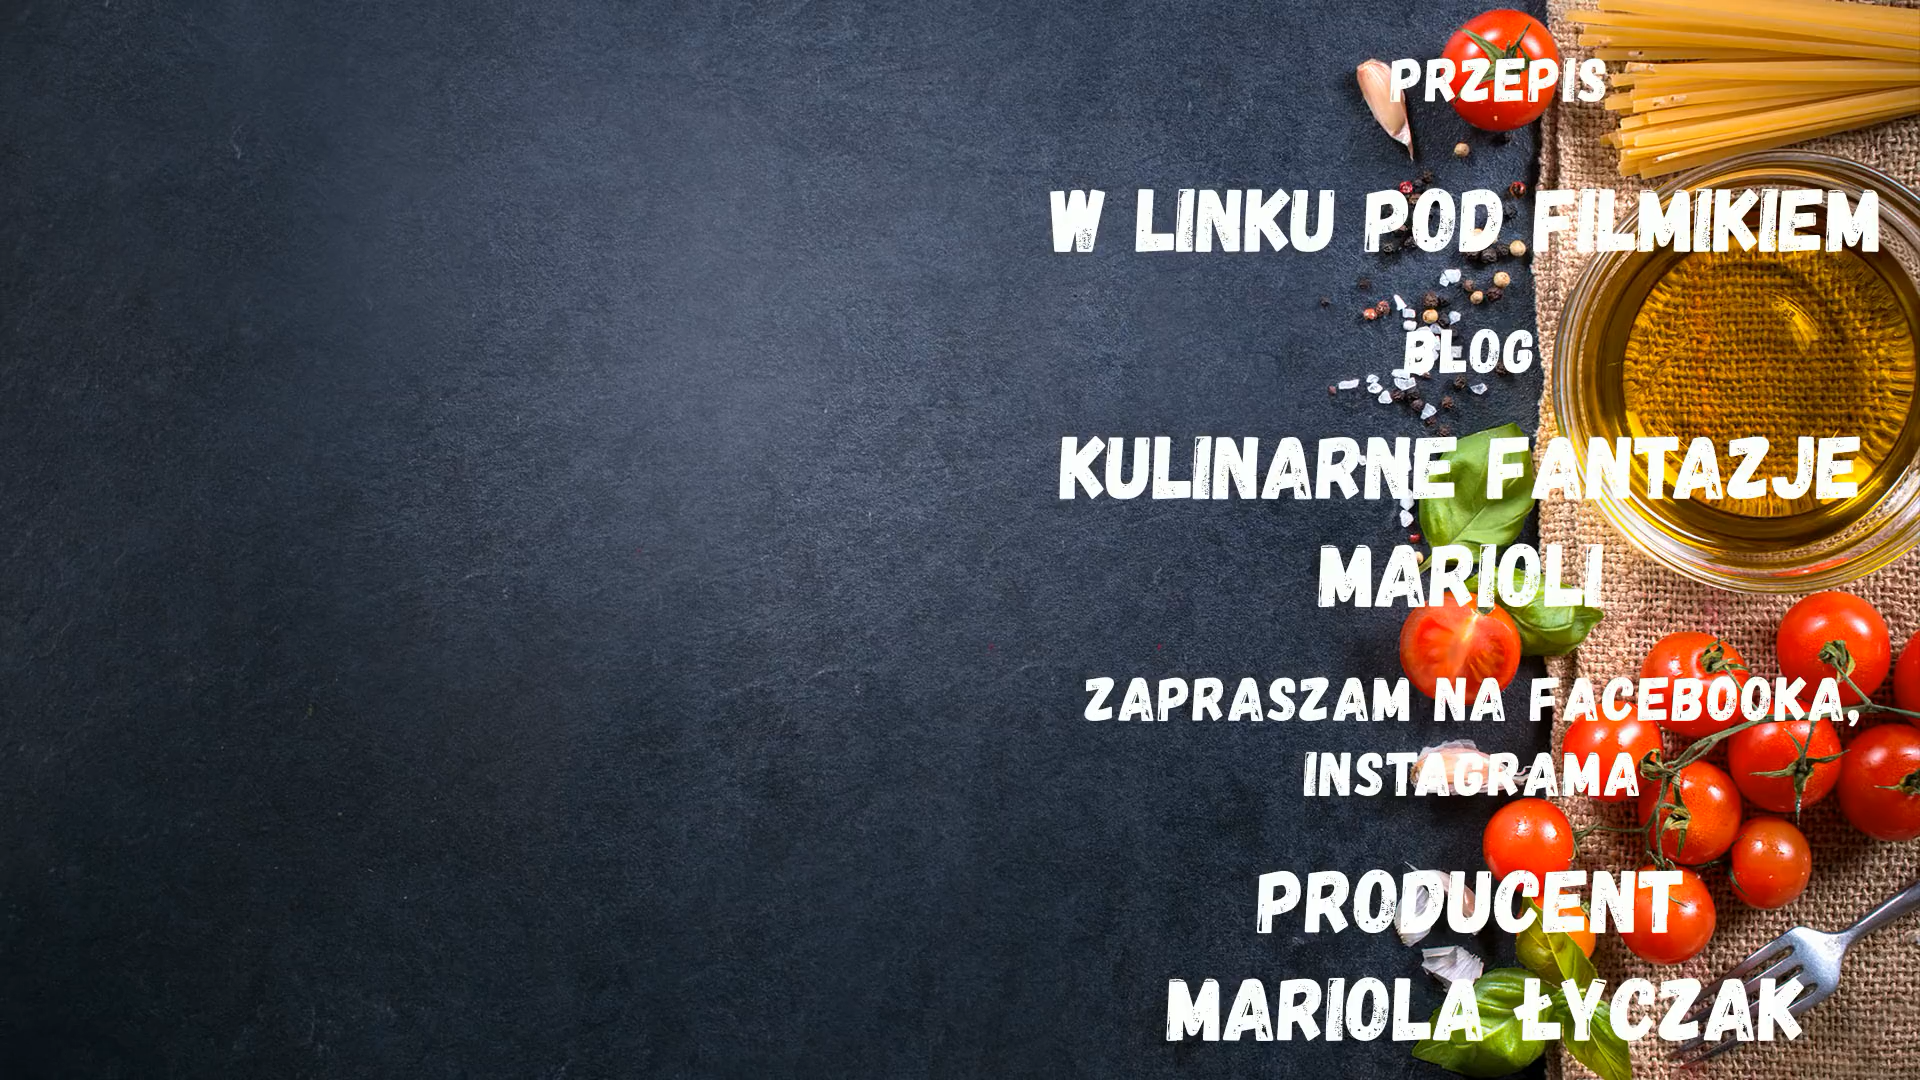 PRZEPIS
W LINKU POD FILMIKIEM
BLOG
KULINARNE FANTAZJE
MARIOLI
ZAPRASZAM NA FACEBOOKA,
INSTAGRAMA
PRODUCENT
MARIOLA ŁYCZAK